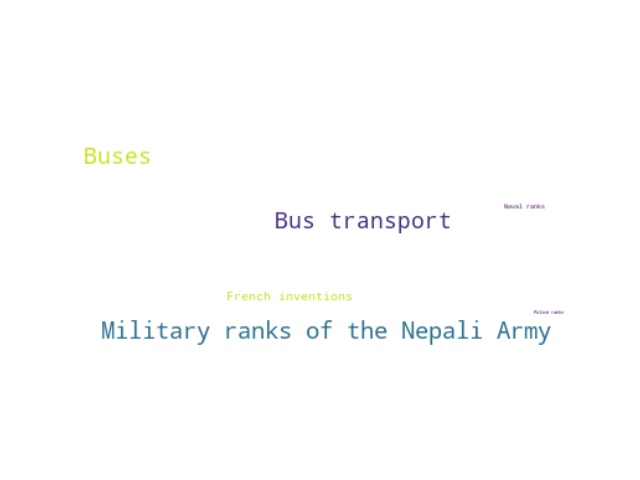 Buses
Naval ranks
Bus transport
French inventions
Police ranks
Military ranks of the Nepali Army